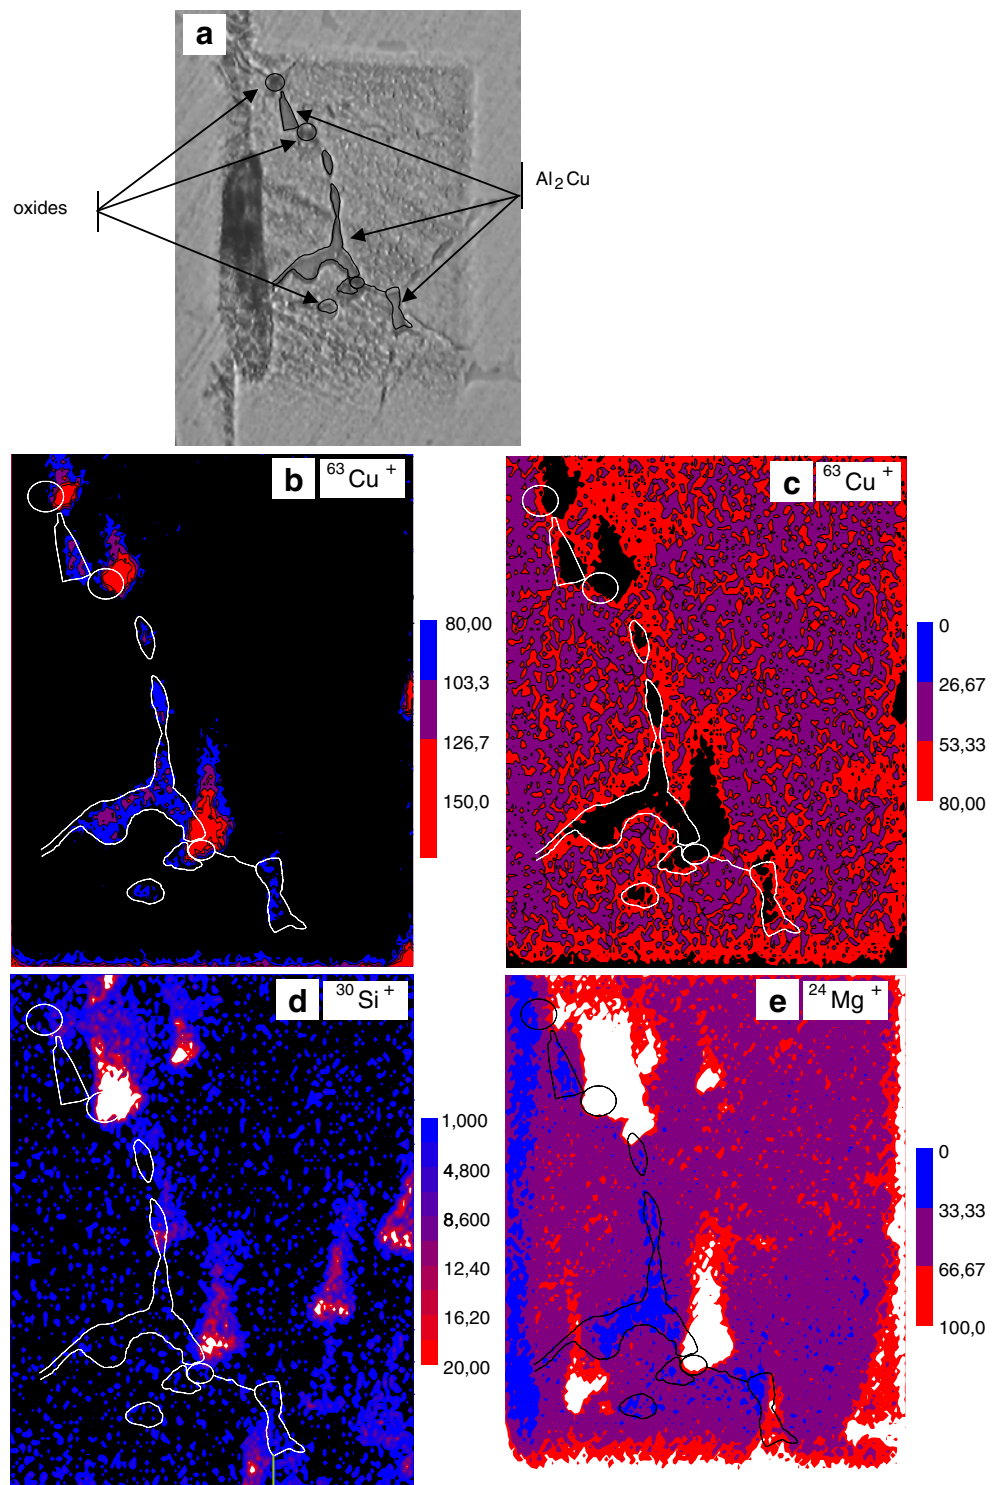 a
oxides
Al2Cu
b
63Cu+
c
63Cu+
80,00
103,3
126,7
150,0
0
26,67
53,33
80,00
d
30Si+
e
24Mg+
1,000
4,800
8,600
12,40
16,20
20,00
0
33,33
66,67
100,0